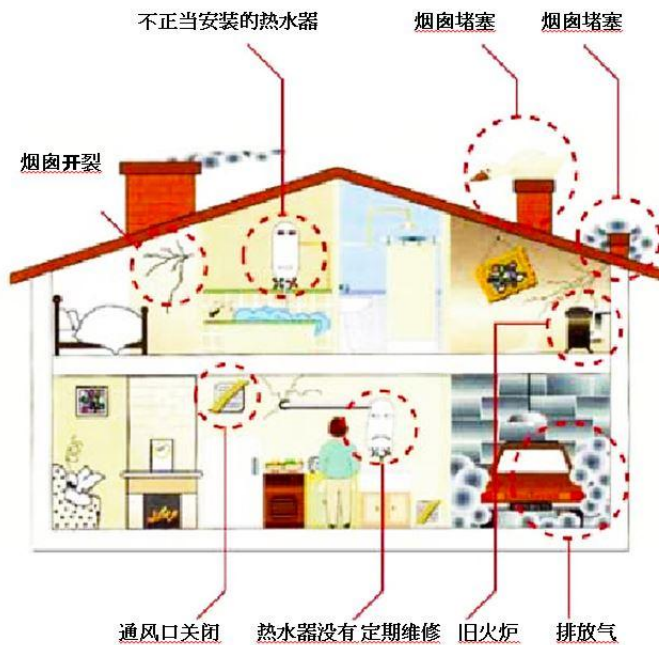 不正当安装的热水器
烟囱堵塞
烟囱堵塞
烟囱开裂
通风口关闭
热水器没有定期维修
旧火炉
排放气